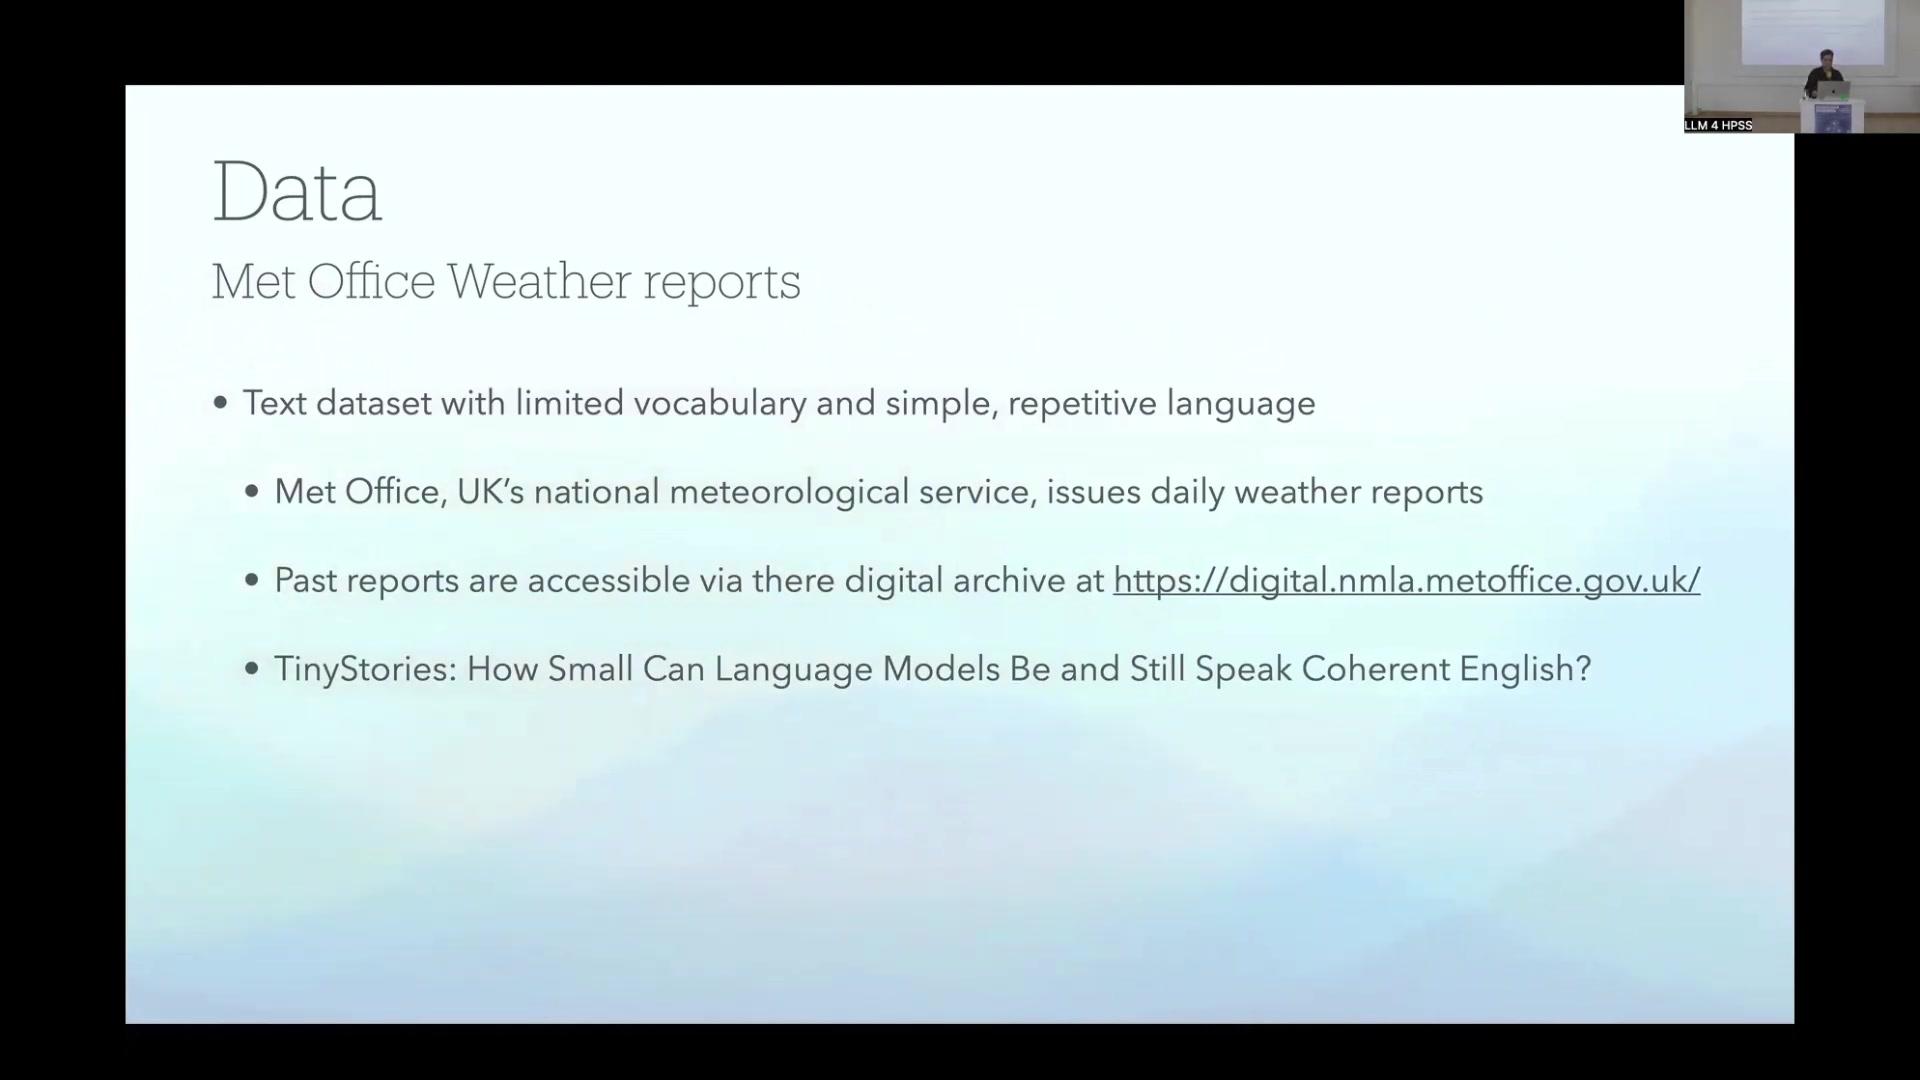 LLM 4 HPSS
Data
Met Office Weather reports
• Text dataset with limited vocabulary and simple, repetitive language
• Met Office, UK’s national meteorological service, issues daily weather reports
• Past reports are accessible via there digital archive at https://digital.nmla.metoffice.gov.uk/
• TinyStories: How Small Can Language Models Be and Still Speak Coherent English?